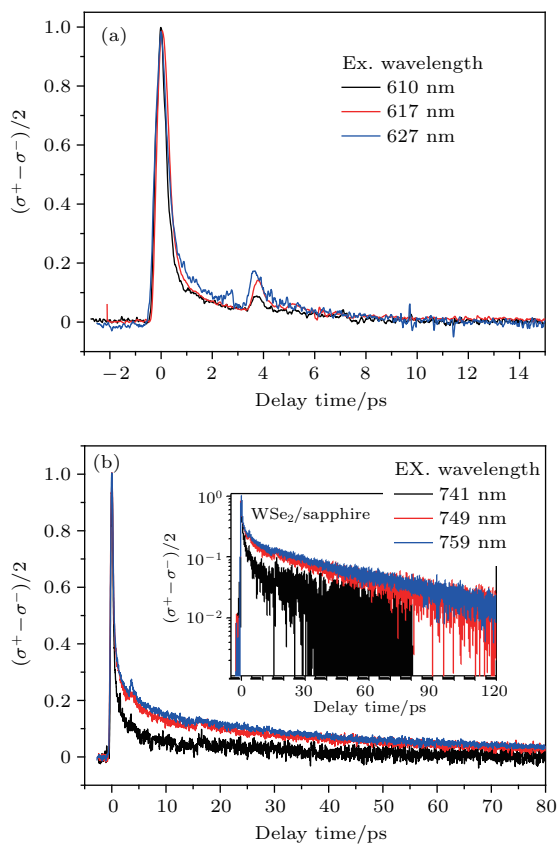 (a)
Ex. wavelength
610 nm
617 nm
627 nm
(σ⁺−σ⁻)/2
1.0
0.8
0.6
0.4
0.2
0
−2 0 2 4 6 8 10 12 14
Delay time/ps
(b)
EX. wavelength
741 nm
749 nm
759 nm
WSe₂/sapphire
(σ⁺−σ⁻)/2
10⁰
10⁻¹
10⁻²
0 30 60 90 120
Delay time/ps
(σ⁺−σ⁻)/2
1.0
0.8
0.6
0.4
0.2
0
0 10 20 30 40 50 60 70 80
Delay time/ps